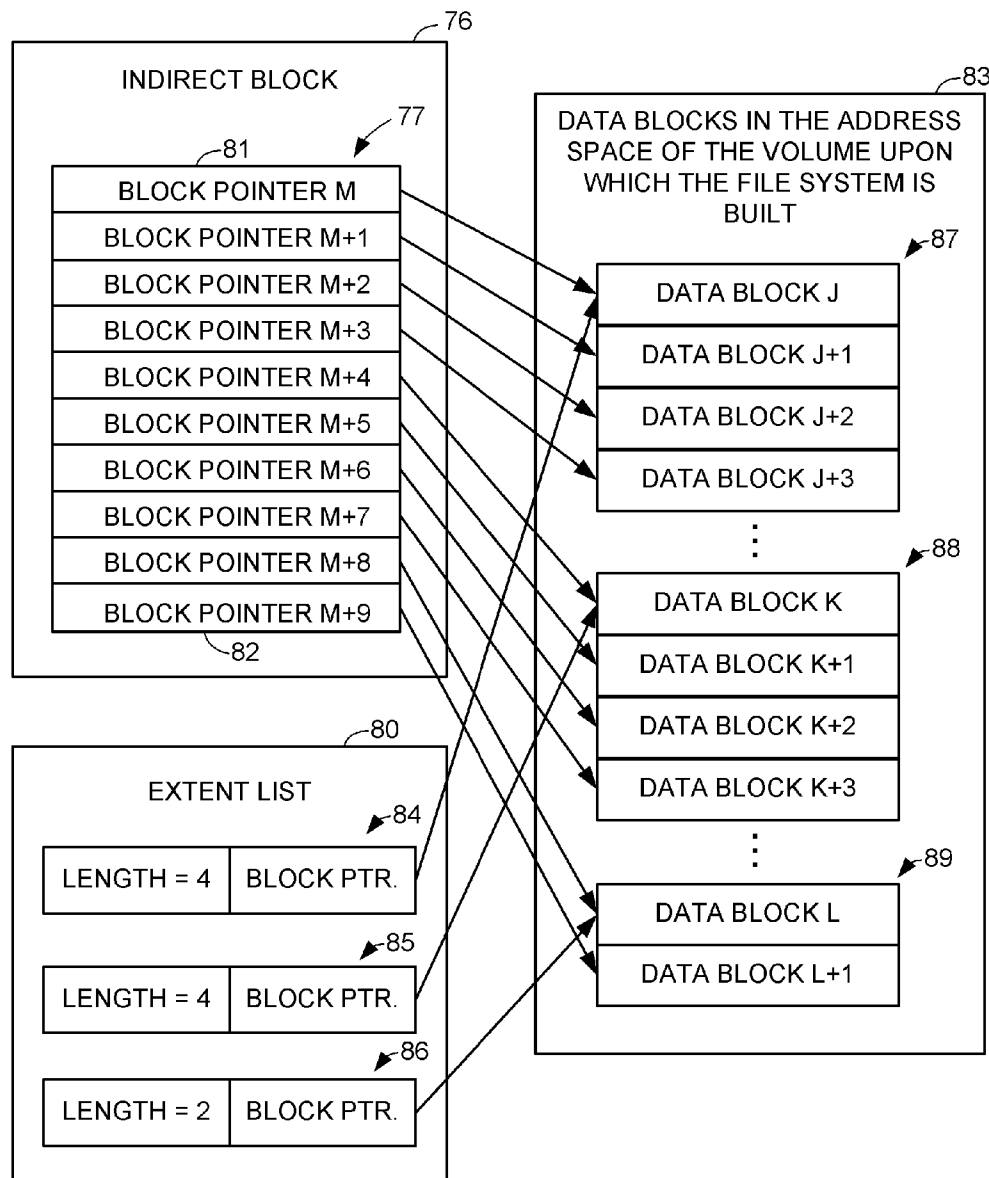 76
INDIRECT BLOCK
77
81
BLOCK POINTER M
BLOCK POINTER M+1
BLOCK POINTER M+2
BLOCK POINTER M+3
BLOCK POINTER M+4
BLOCK POINTER M+5
BLOCK POINTER M+6
BLOCK POINTER M+7
BLOCK POINTER M+8
BLOCK POINTER M+9
82
80
EXTENT LIST
84
LENGTH = 4 BLOCK PTR.
85
LENGTH = 4 BLOCK PTR.
86
LENGTH = 2 BLOCK PTR.
83
DATA BLOCKS IN THE ADDRESS
SPACE OF THE VOLUME UPON
WHICH THE FILE SYSTEM IS
BUILT
87
DATA BLOCK J
DATA BLOCK J+1
DATA BLOCK J+2
DATA BLOCK J+3
⋮
88
DATA BLOCK K
DATA BLOCK K+1
DATA BLOCK K+2
DATA BLOCK K+3
⋮
89
DATA BLOCK L
DATA BLOCK L+1